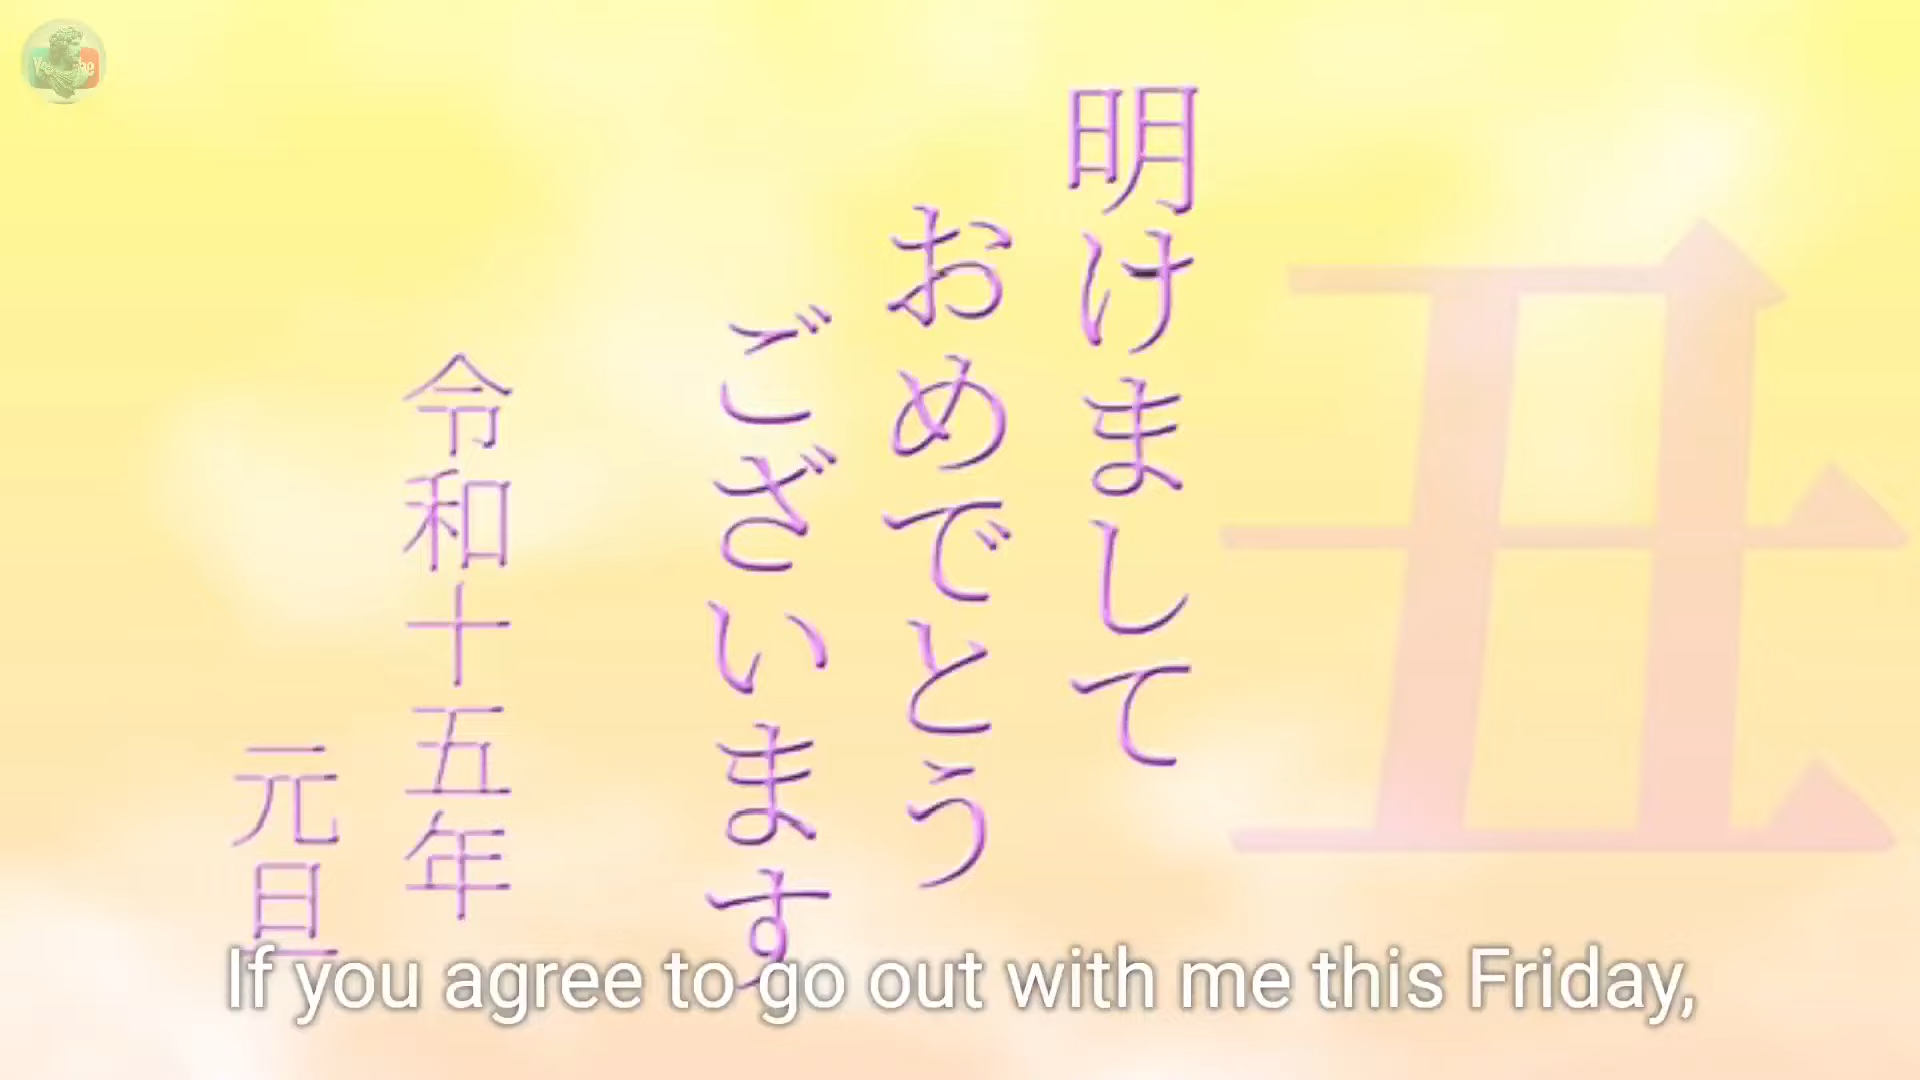 明けまして
おめでとう
ございます
令和十五年
元旦
丑
If you agree to go out with me this Friday,